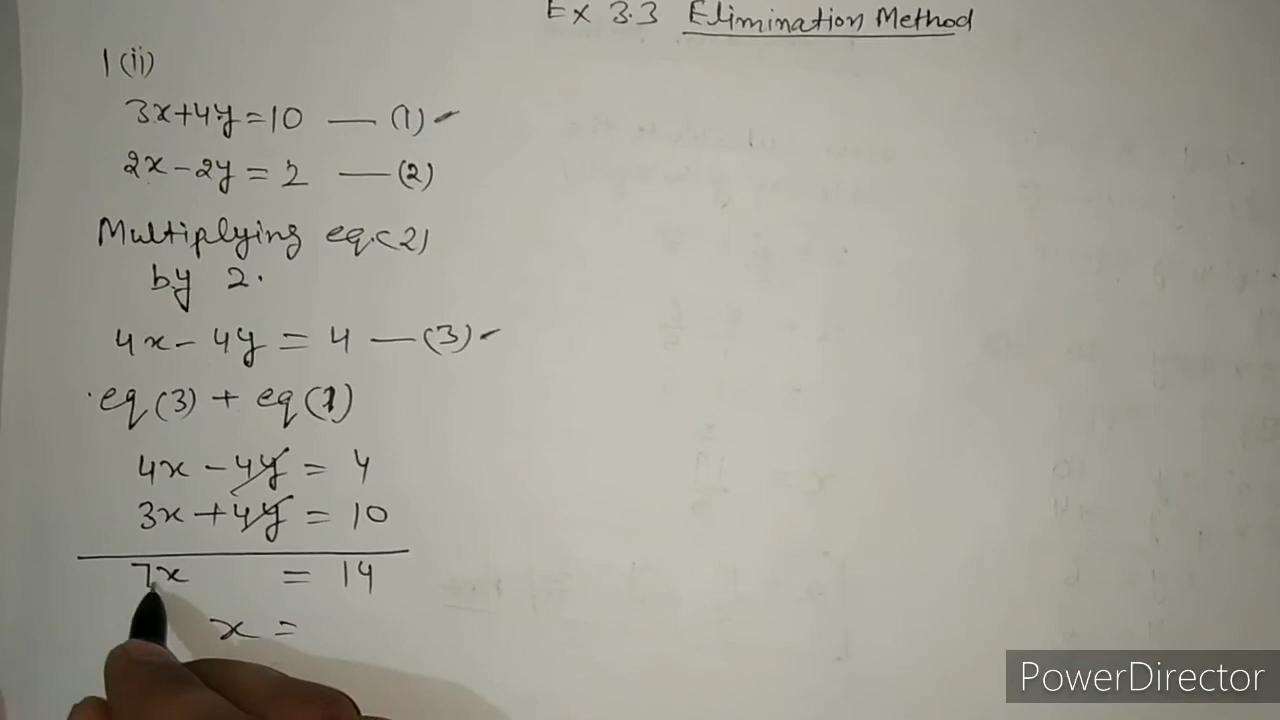 Ex 3.3 Elimination Method
1(ii)
3x+4y=10 — (1)
2x-2y=2 — (2)
Multiplying eq.(2)
by 2.
4x-4y=4 — (3)
eq(3) + eq(1)
4x-4y=4
3x+4y=10
7x = 14
x =
PowerDirector